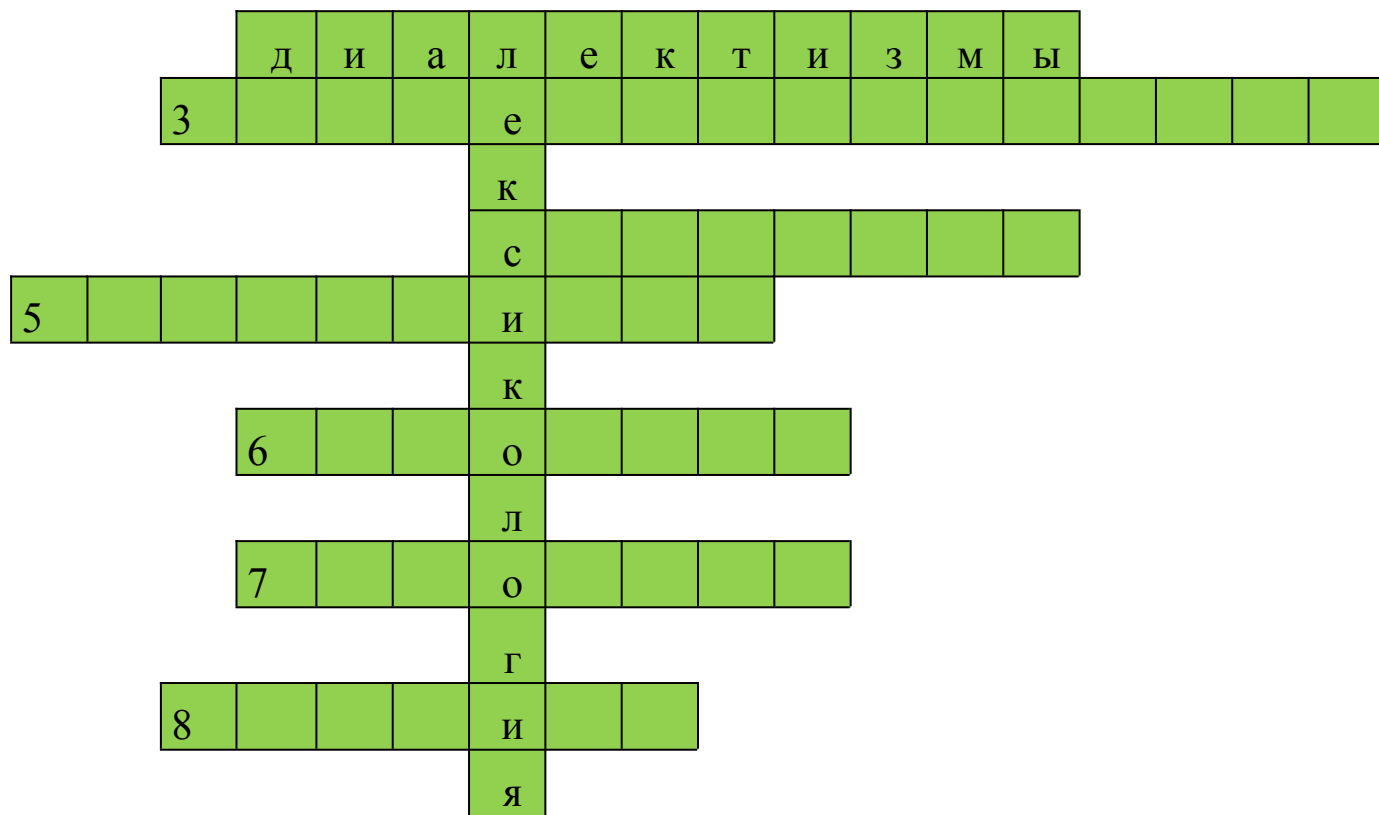 д и а л е к т и з м ы
3 е
к
с
5 и
к
6 о
л
7 о
г
8 и
я